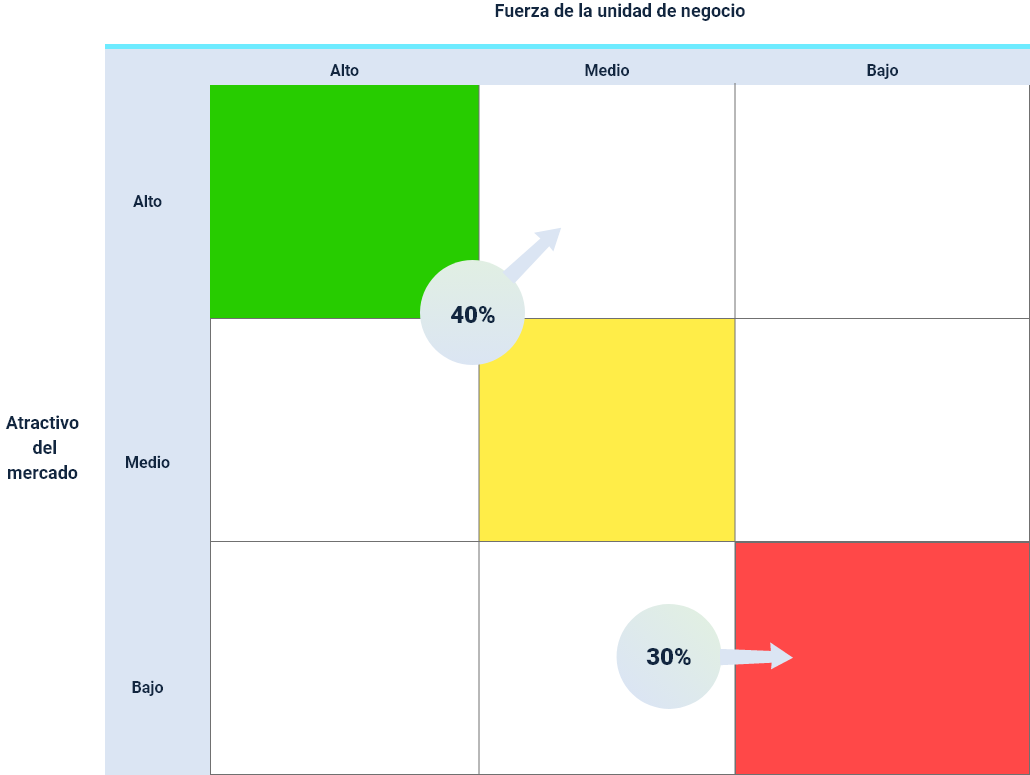 Fuerza de la unidad de negocio
Alto
Medio
Bajo
Alto
40%
Atractivo
del
mercado
Medio
30%
Bajo